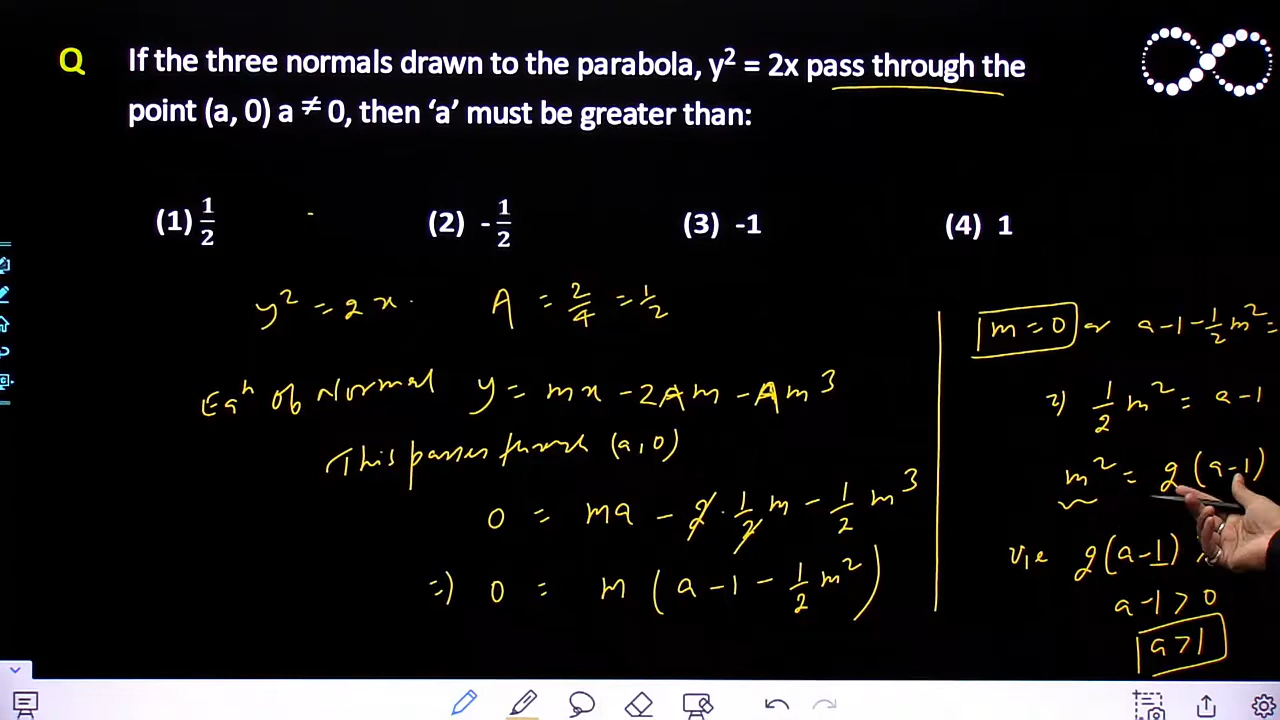 Q If the three normals drawn to the parabola, y² = 2x pass through the
point (a, 0) a ≠ 0, then ‘a’ must be greater than:
(1) 1/2 (2) - 1/2 (3) -1 (4) 1
y² = 2x. A = 2/4 = 1/2
Eqⁿ of Normal y = mx - 2Am - Am³
This passes through (a, 0)
0 = ma - 2 · 1/2 m - 1/2 m³
=) 0 = m (a - 1 - 1/2 m²)
m = 0 or a - 1 - 1/2 m² =
1/2 m² = a - 1
m² = 2(a - 1)
2(a - 1) >
a - 1 > 0
a > 1